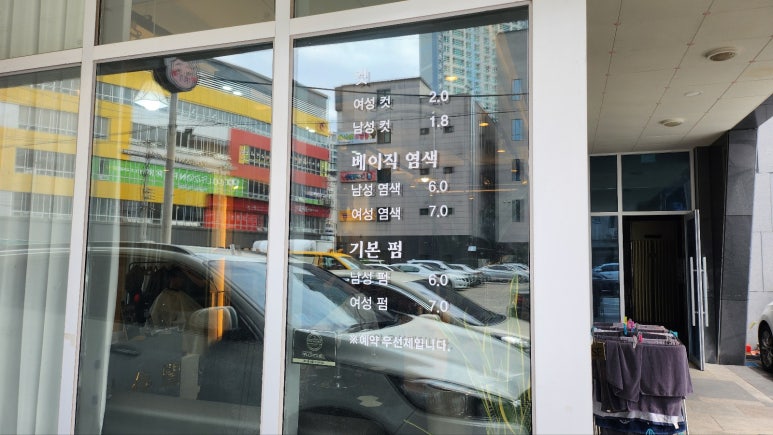 컷
여성 컷 2.0
남성 컷 1.8
베이직 염색
남성 염색 6.0
여성 염색 7.0
기본 펌
남성 펌 6.0
여성 펌 7.0
※예약 우선제입니다.